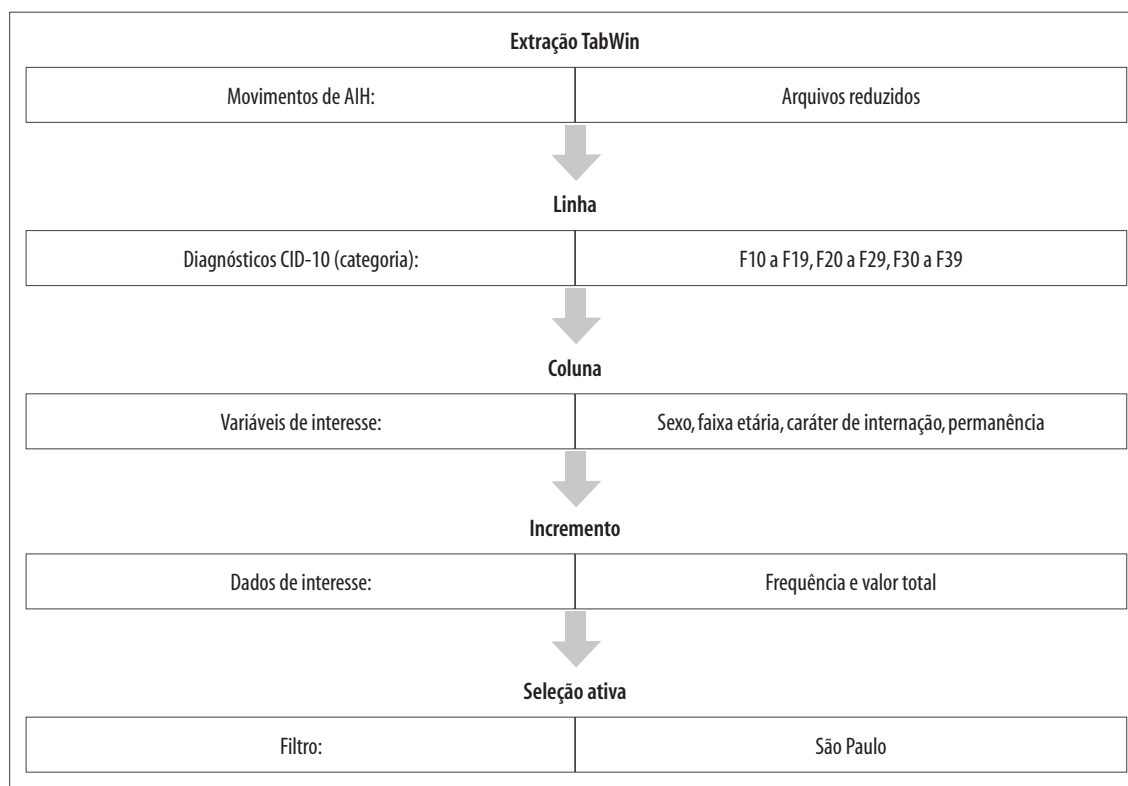 Extração TabWin
Movimentos de AIH: Arquivos reduzidos
Linha
Diagnósticos CID-10 (categoria): F10 a F19, F20 a F29, F30 a F39
Coluna
Variáveis de interesse: Sexo, faixa etária, caráter de internação, permanência
Incremento
Dados de interesse: Frequência e valor total
Seleção ativa
Filtro: São Paulo